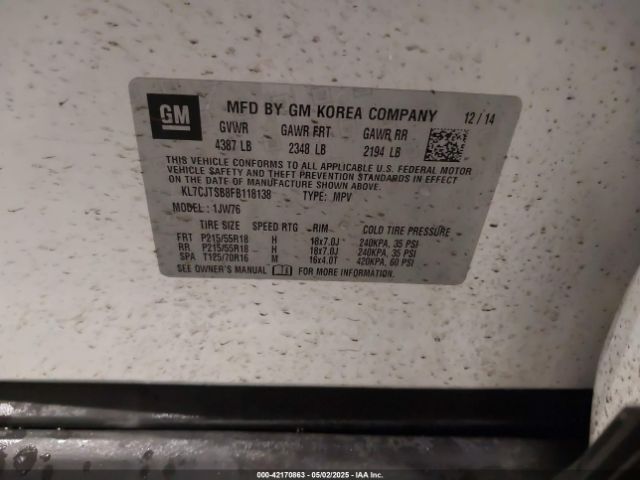 GM
MFD BY GM KOREA COMPANY 12/14
GVWR GAWR FRT GAWR RR
4387 LB 2348 LB 2194 LB
THIS VEHICLE CONFORMS TO ALL APPLICABLE U.S. FEDERAL MOTOR
VEHICLE SAFETY AND THEFT PREVENTION STANDARDS IN EFFECT
ON THE DATE OF MANUFACTURE SHOWN ABOVE.
KL7CJTSB8FB118138 TYPE: MPV
MODEL: 1JW76
TIRE SIZE SPEED RTG RIM COLD TIRE PRESSURE
FRT P215/55R18 H 18x7.0J 240KPA, 35 PSI
RR P215/55R18 H 18x7.0J 240KPA, 35 PSI
SPA T125/70R16 M 16x4.0T 420KPA, 60 PSI
SEE OWNER'S MANUAL FOR MORE INFORMATION.
000-42170863 - 05/02/2025 - Copyright © 2025 IAA, Inc.